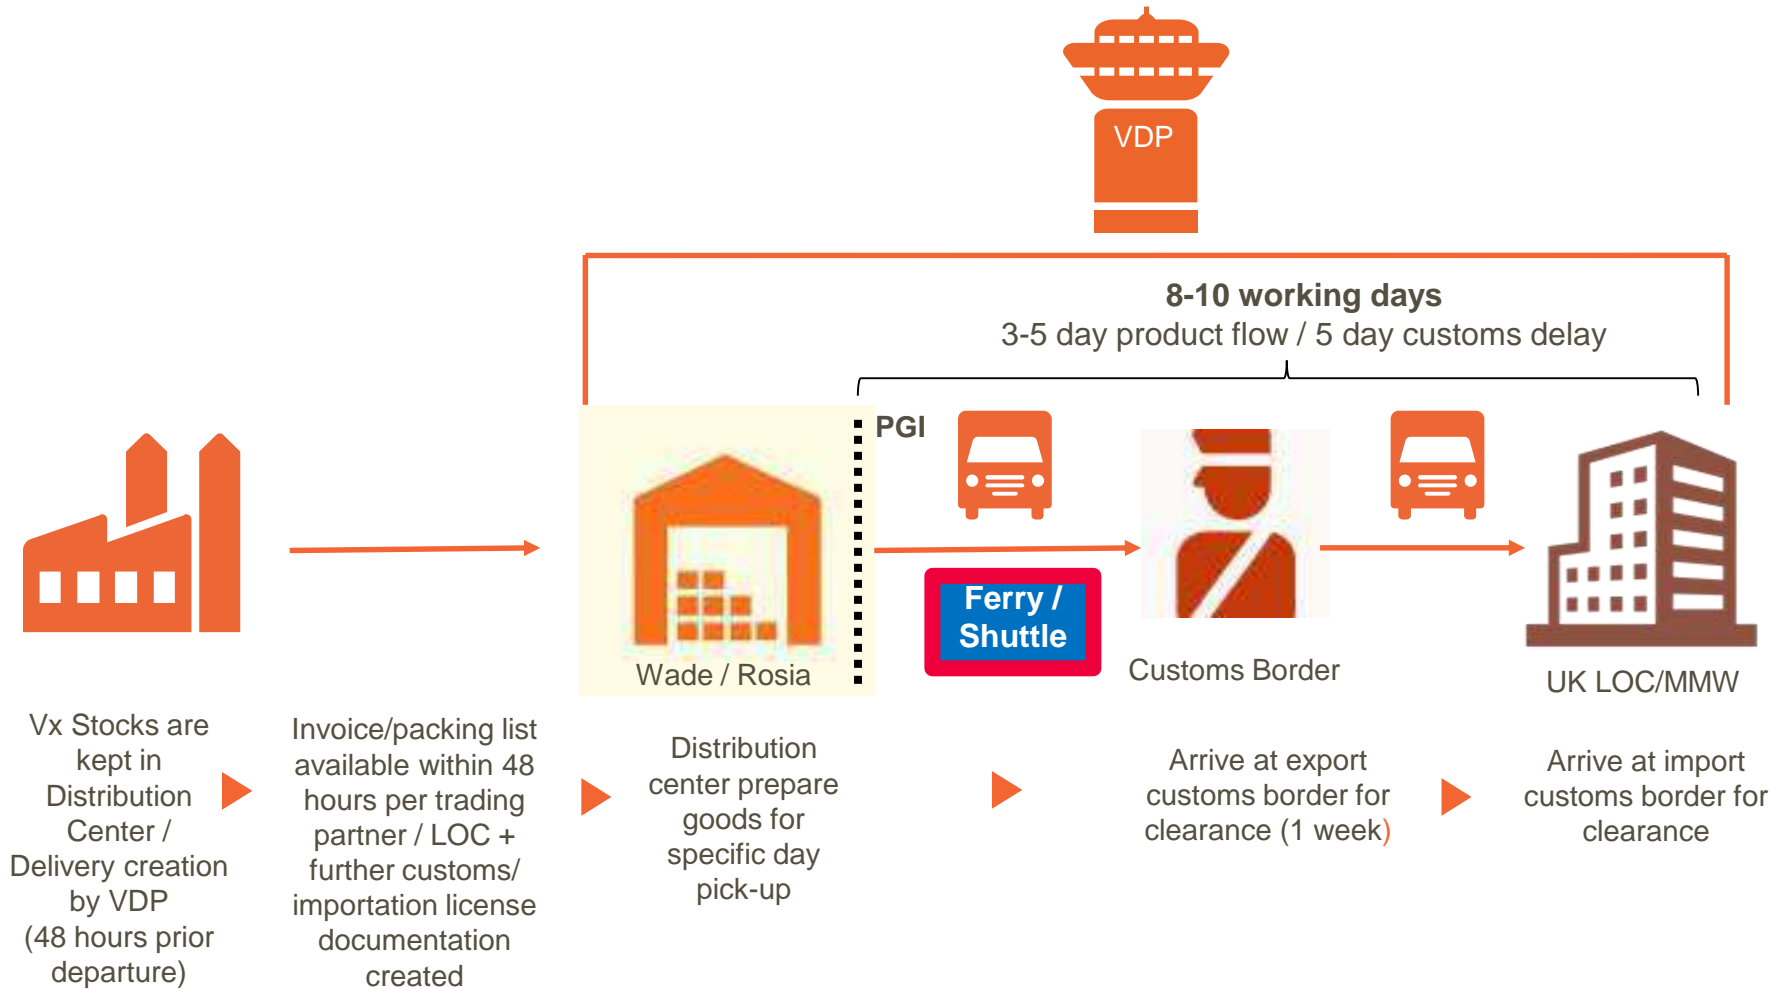 VDP
8-10 working days
3-5 day product flow / 5 day customs delay
PGI
Ferry /
Shuttle
Wade / Rosia
Customs Border
UK LOC/MMW
Vx Stocks are
kept in
Distribution
Center /
Delivery creation
by VDP
(48 hours prior
departure)
Invoice/packing list
available within 48
hours per trading
partner / LOC +
further customs/
importation license
documentation
created
Distribution
center prepare
goods for
specific day
pick-up
Arrive at export
customs border for
clearance (1 week)
Arrive at import
customs border for
clearance